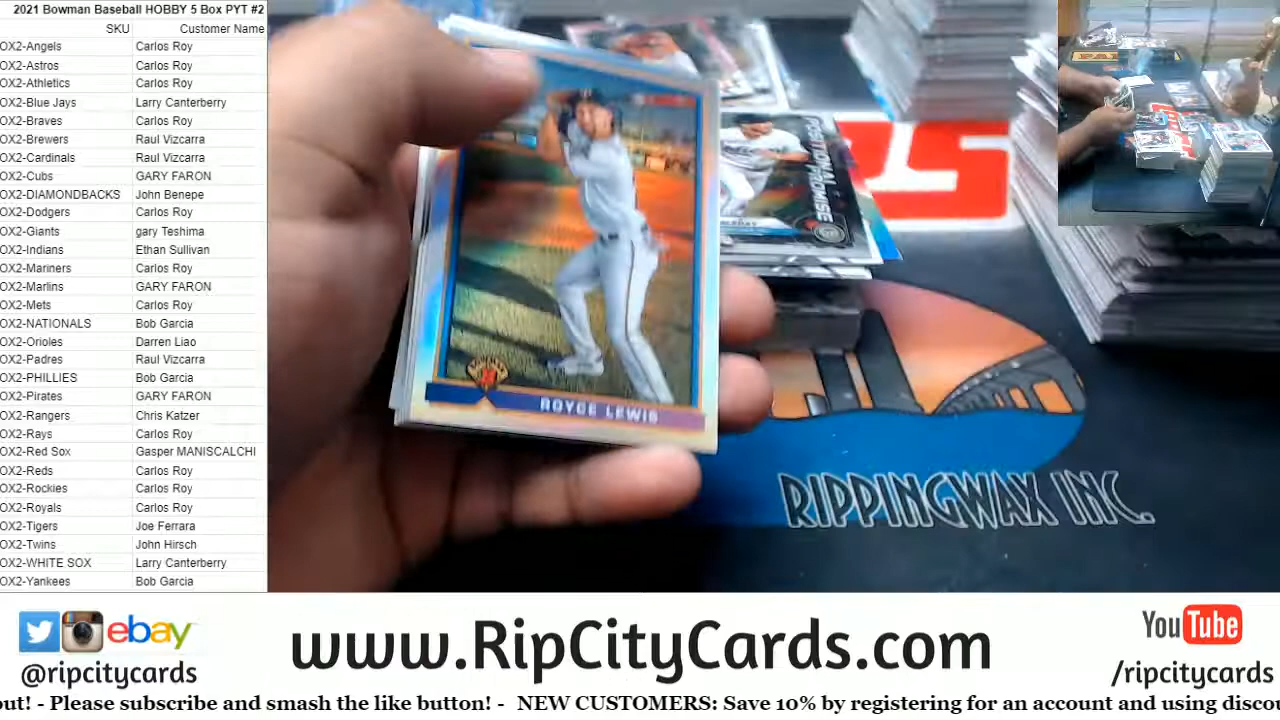 2021 Bowman Baseball HOBBY 5 Box PYT #2
SKU Customer Name
OX2-Angels Carlos Roy
OX2-Astros Carlos Roy
OX2-Athletics Carlos Roy
OX2-Blue Jays Larry Canterberry
OX2-Braves Carlos Roy
OX2-Brewers Raul Vizcarra
OX2-Cardinals Raul Vizcarra
OX2-Cubs GARY FARON
OX2-DIAMONDBACKS John Benepe
OX2-Dodgers Carlos Roy
OX2-Giants gary Teshima
OX2-Indians Ethan Sullivan
OX2-Mariners Carlos Roy
OX2-Marlins GARY FARON
OX2-Mets Carlos Roy
OX2-NATIONALS Bob Garcia
OX2-Orioles Darren Liao
OX2-Padres Raul Vizcarra
OX2-PHILLIES Bob Garcia
OX2-Pirates GARY FARON
OX2-Rangers Chris Katzer
OX2-Rays Carlos Roy
OX2-Red Sox Gasper MANISCALCHI
OX2-Reds Carlos Roy
OX2-Rockies Carlos Roy
OX2-Royals Carlos Roy
OX2-Tigers Joe Ferrara
OX2-Twins John Hirsch
OX2-WHITE SOX Larry Canterberry
OX2-Yankees Bob Garcia
ROYCE LEWIS
POSITIONAL PROMISE
RIPPINGWAX INC.
ebay
@ripcitycards
www.RipCityCards.com
YouTube
/ripcitycards
out! - Please subscribe and smash the like button! - NEW CUSTOMERS: Save 10% by registering for an account and using disco